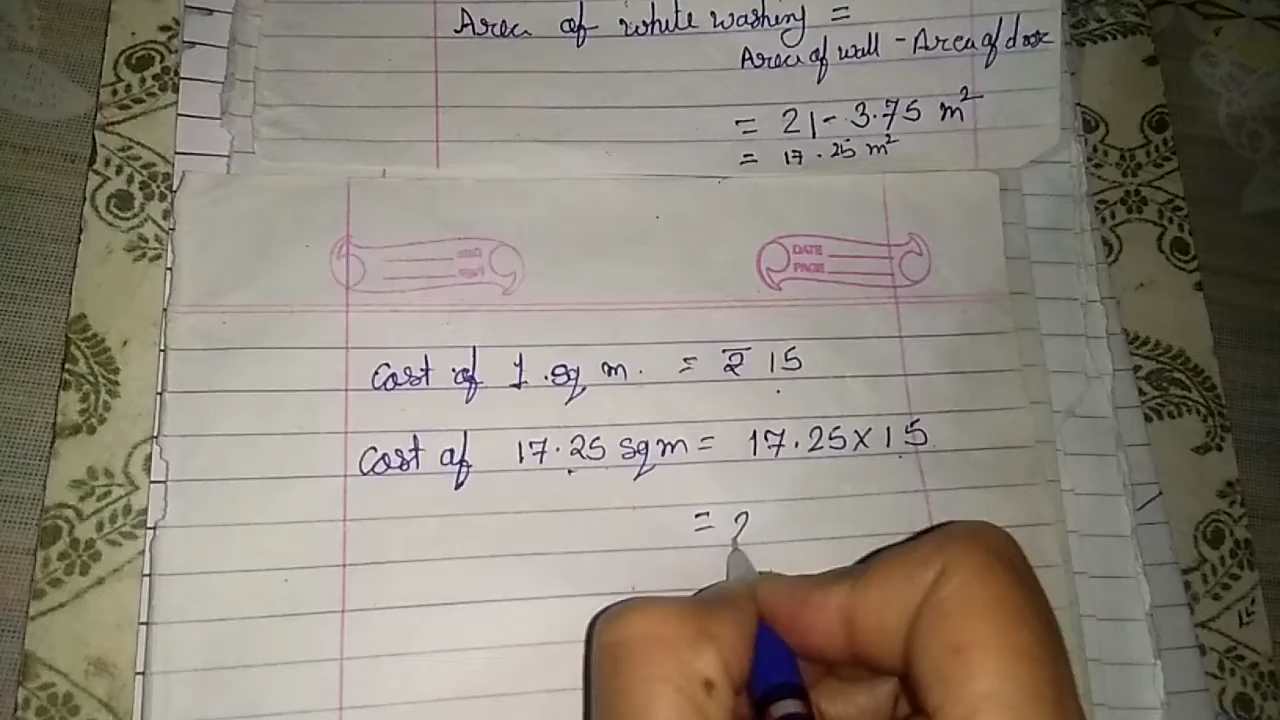 Area of white washing =
Area of wall - Area of door
= 21 - 3.75 m²
= 17.25 m²
DATE
PAGE
Cost of 1 sq m. = ₹ 15
Cost of 17.25 sq m = 17.25 × 15
= 2